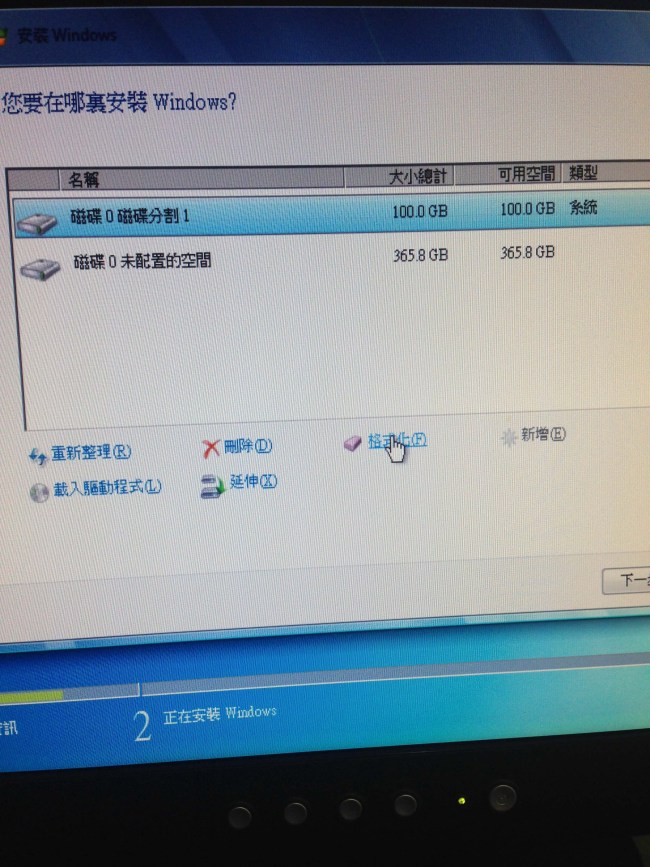 安裝 Windows
您要在哪裏安裝 Windows?
名稱 大小總計 可用空間 類型
磁碟 0 磁碟分割 1 100.0 GB 100.0 GB 系統
磁碟 0 未配置的空間 365.8 GB 365.8 GB
重新整理(R) 刪除(D) 格式化(F) 新增(E)
載入驅動程式(L) 延伸(X)
下一
訊 2 正在安裝 Windows